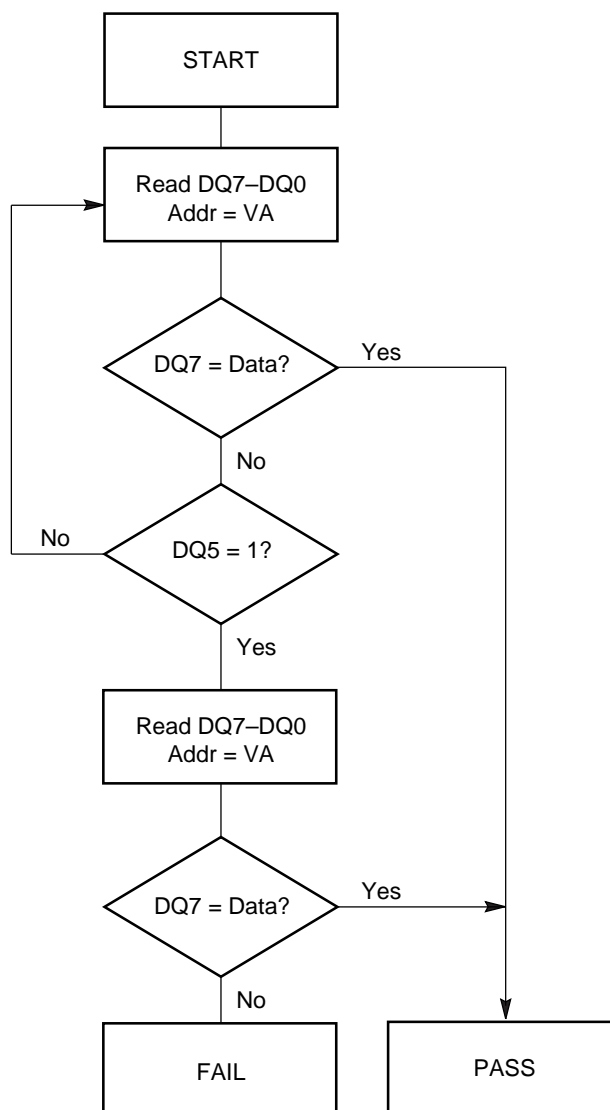 START
Read DQ7–DQ0
Addr = VA
DQ7 = Data?
Yes
No
No
DQ5 = 1?
Yes
Read DQ7–DQ0
Addr = VA
DQ7 = Data?
Yes
No
FAIL
PASS